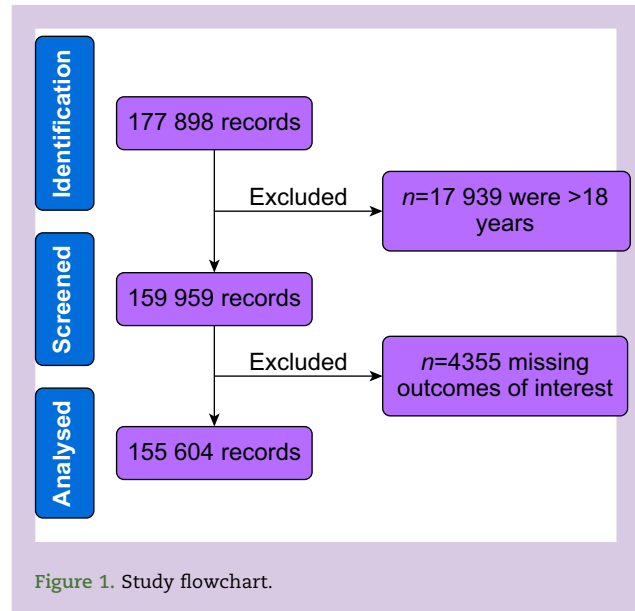 Identification
177 898 records
Excluded
n=17 939 were >18
years
Screened
159 959 records
Excluded
n=4355 missing
outcomes of interest
Analysed
155 604 records
Figure 1. Study flowchart.